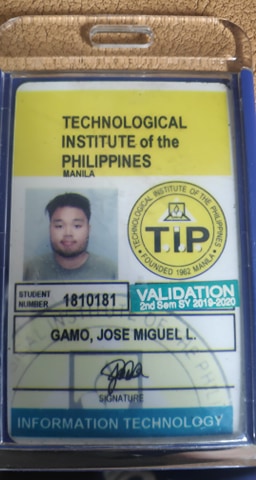 TECHNOLOGICAL
INSTITUTE of the
PHILIPPINES
MANILA
TECHNOLOGICAL INSTITUTE OF THE PHILIPPINES
T.I.P
FOUNDED 1962 MANILA
STUDENT
NUMBER
1810181
VALIDATION
2nd Sem SY 2019-2020
GAMO, JOSE MIGUEL L.
SIGNATURE
INFORMATION TECHNOLOGY